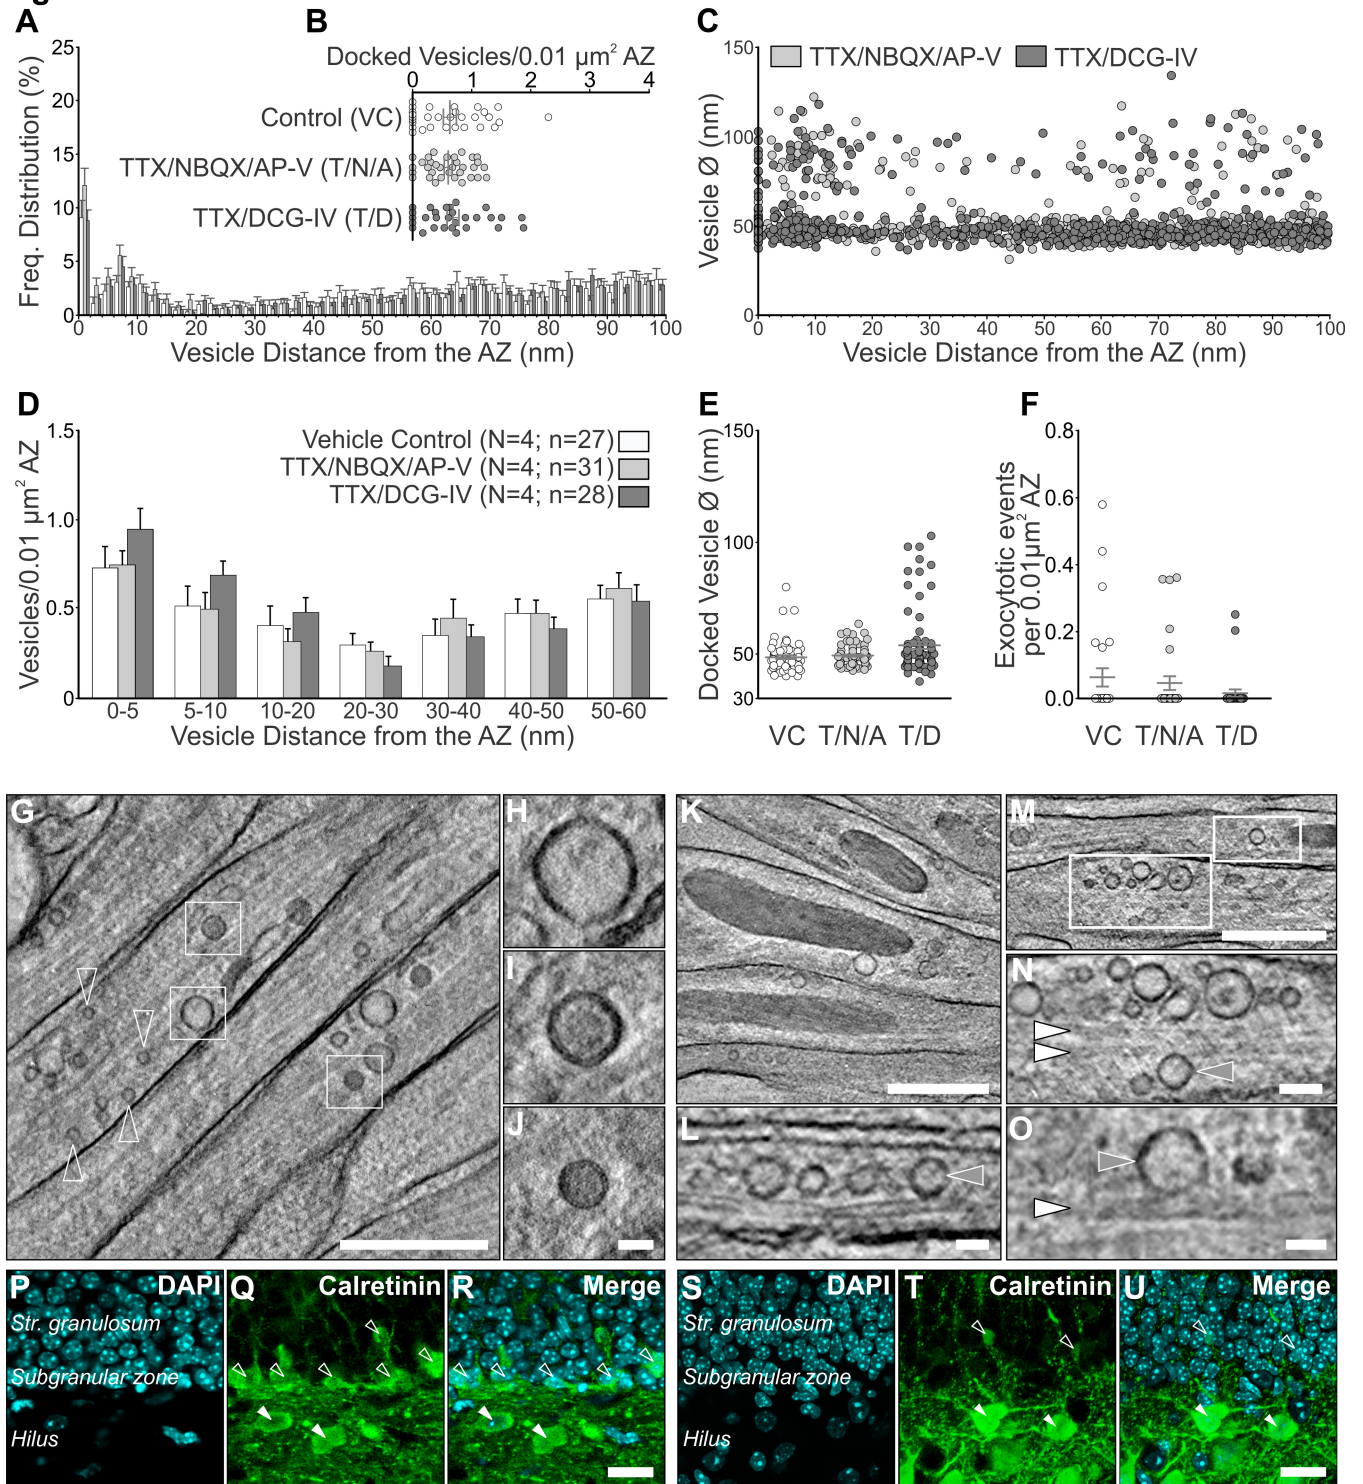 A
B
C
Docked Vesicles/0.01 µm² AZ
0 1 2 3 4
Control (VC)
TTX/NBQX/AP-V (T/N/A)
TTX/DCG-IV (T/D)
Freq. Distribution (%)
25
20
15
10
5
0
0 10 20 30 40 50 60 70 80 90 100
Vesicle Distance from the AZ (nm)
TTX/NBQX/AP-V
TTX/DCG-IV
Vesicle Ø (nm)
150
100
50
0
0 10 20 30 40 50 60 70 80 90 100
Vesicle Distance from the AZ (nm)
D
E
F
Vesicles/0.01 µm² AZ
1.5
1.0
0.5
0
Vehicle Control (N=4; n=27)
TTX/NBQX/AP-V (N=4; n=31)
TTX/DCG-IV (N=4; n=28)
0-5 5-10 10-20 20-30 30-40 40-50 50-60
Vesicle Distance from the AZ (nm)
Docked Vesicle Ø (nm)
150
100
50
30
VC T/N/A T/D
Exocytotic events
per 0.01µm² AZ
0.8
0.6
0.4
0.2
0.0
VC T/N/A T/D
G
H
I
J
K
L
M
N
O
P DAPI
Str. granulosum
Subgranular zone
Hilus
Q Calretinin
R Merge
S DAPI
Str. granulosum
Subgranular zone
Hilus
T Calretinin
U Merge